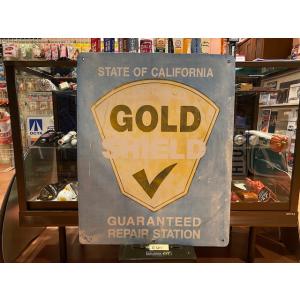 STATE OF CALIFORNIA
GOLD
SHIELD
GUARANTEED
REPAIR STATION